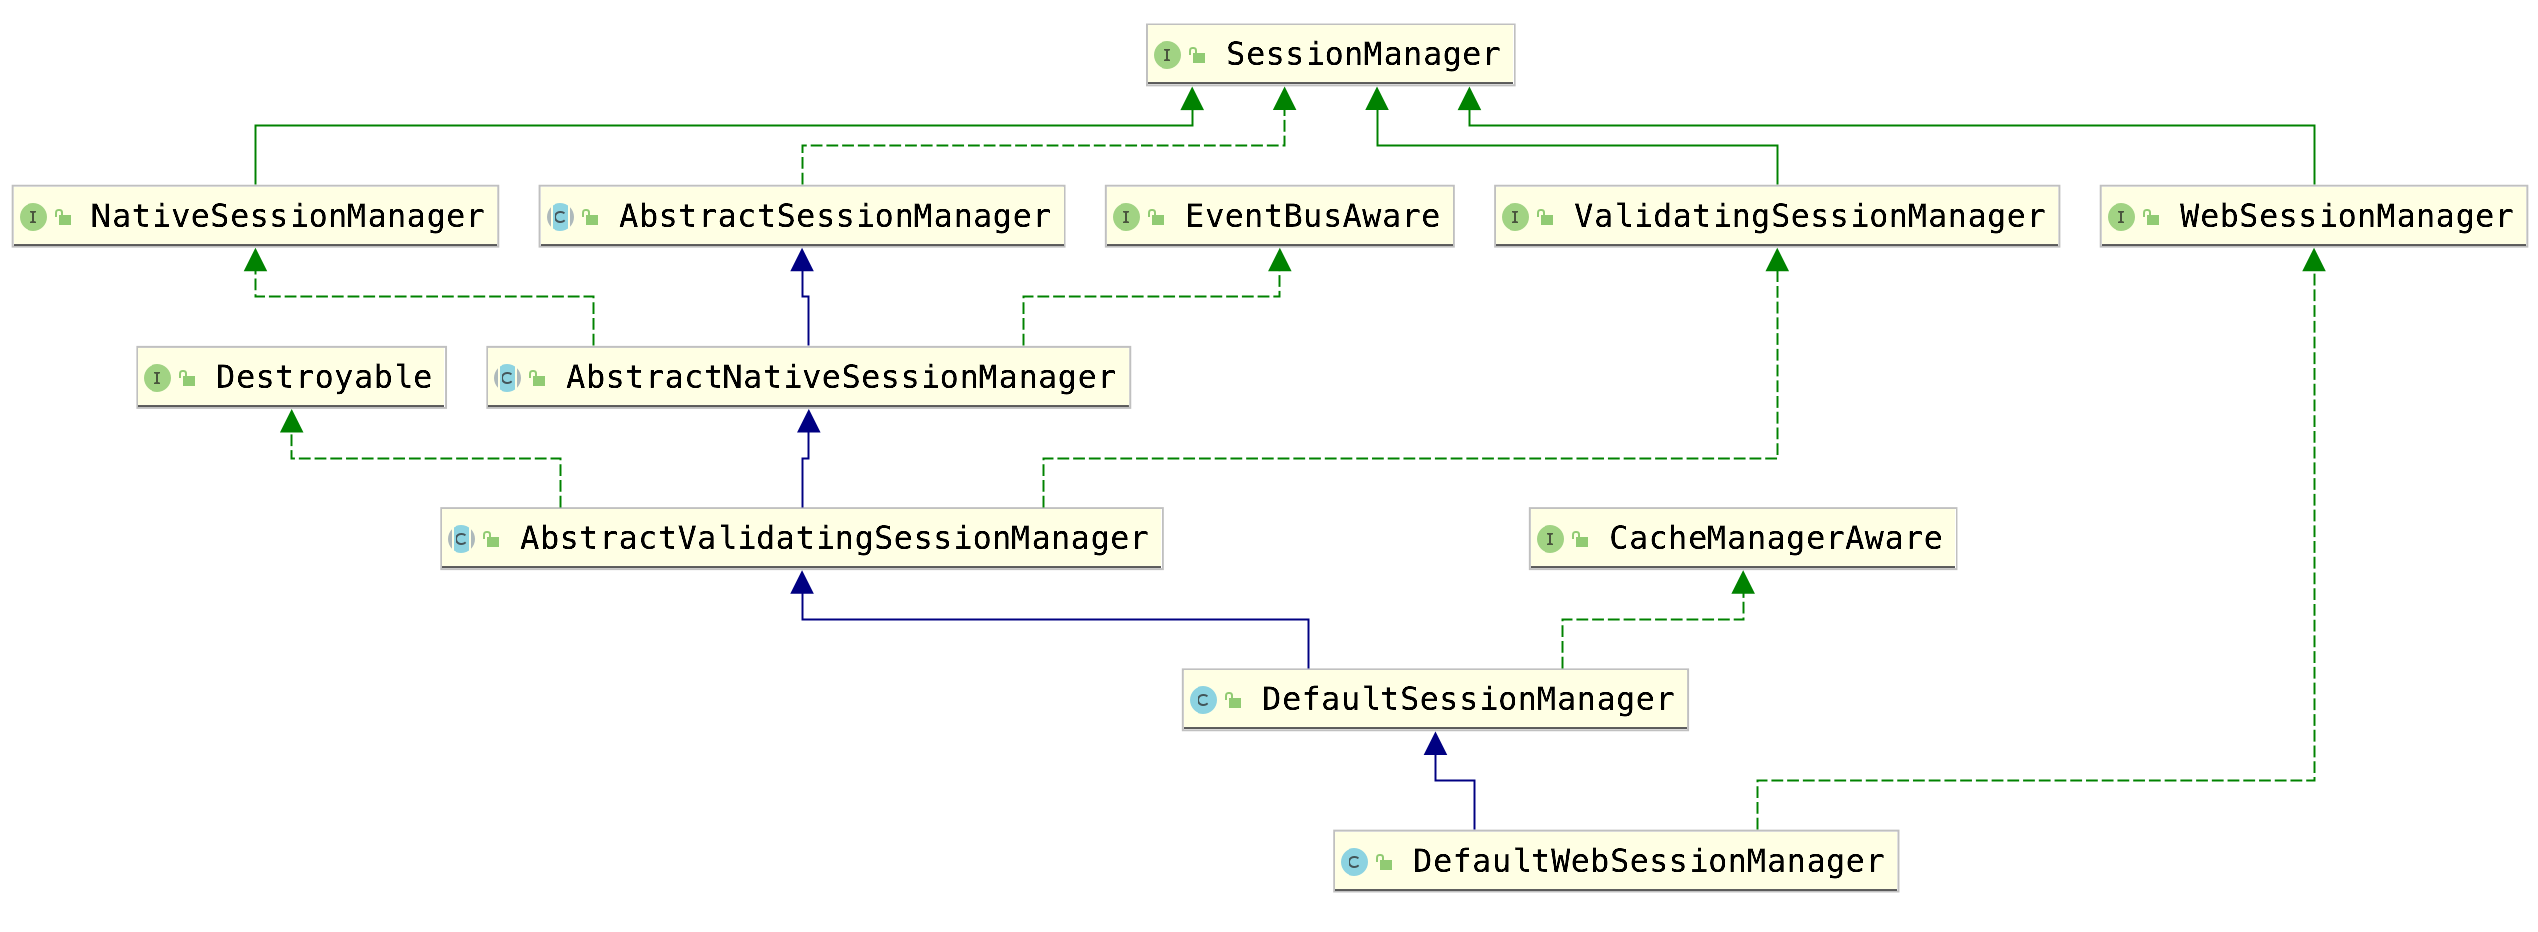 I SessionManager
I NativeSessionManager
C AbstractSessionManager
I EventBusAware
I ValidatingSessionManager
I WebSessionManager
I Destroyable
C AbstractNativeSessionManager
C AbstractValidatingSessionManager
I CacheManagerAware
C DefaultSessionManager
C DefaultWebSessionManager